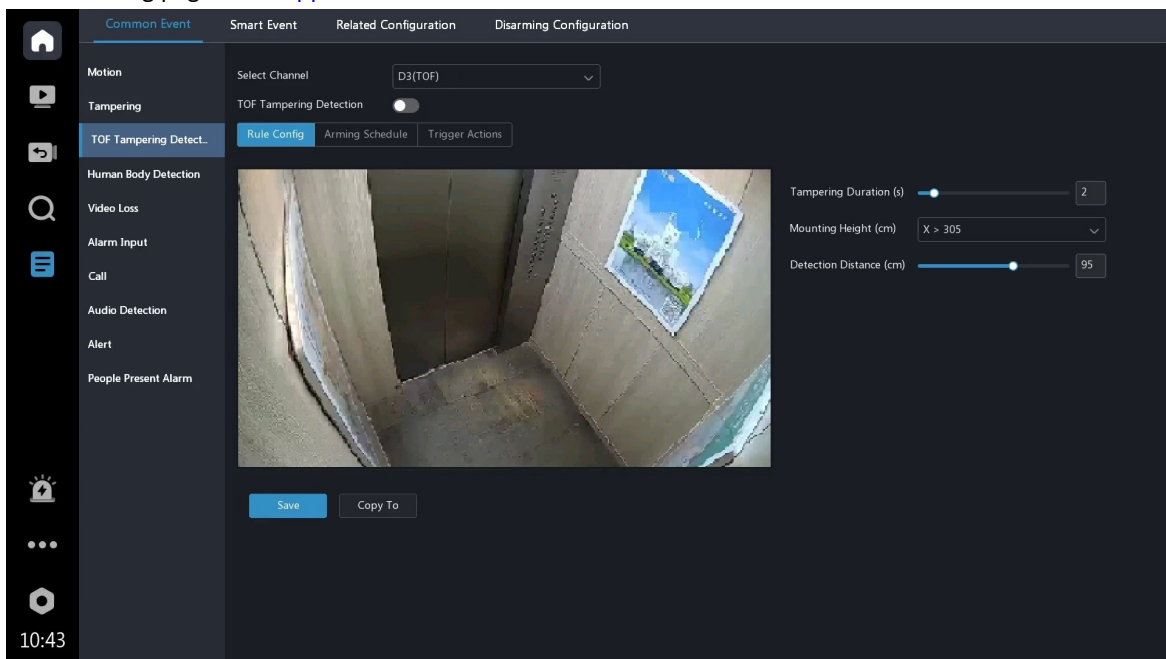 Common Event Smart Event Related Configuration Disarming Configuration
Motion
Tampering
TOF Tampering Detect...
Human Body Detection
Video Loss
Alarm Input
Call
Audio Detection
Alert
People Present Alarm
10:43
Select Channel D3(TOF)
TOF Tampering Detection
Rule Config Arming Schedule Trigger Actions
Tampering Duration (s) 2
Mounting Height (cm) X > 305
Detection Distance (cm) 95
Save Copy To